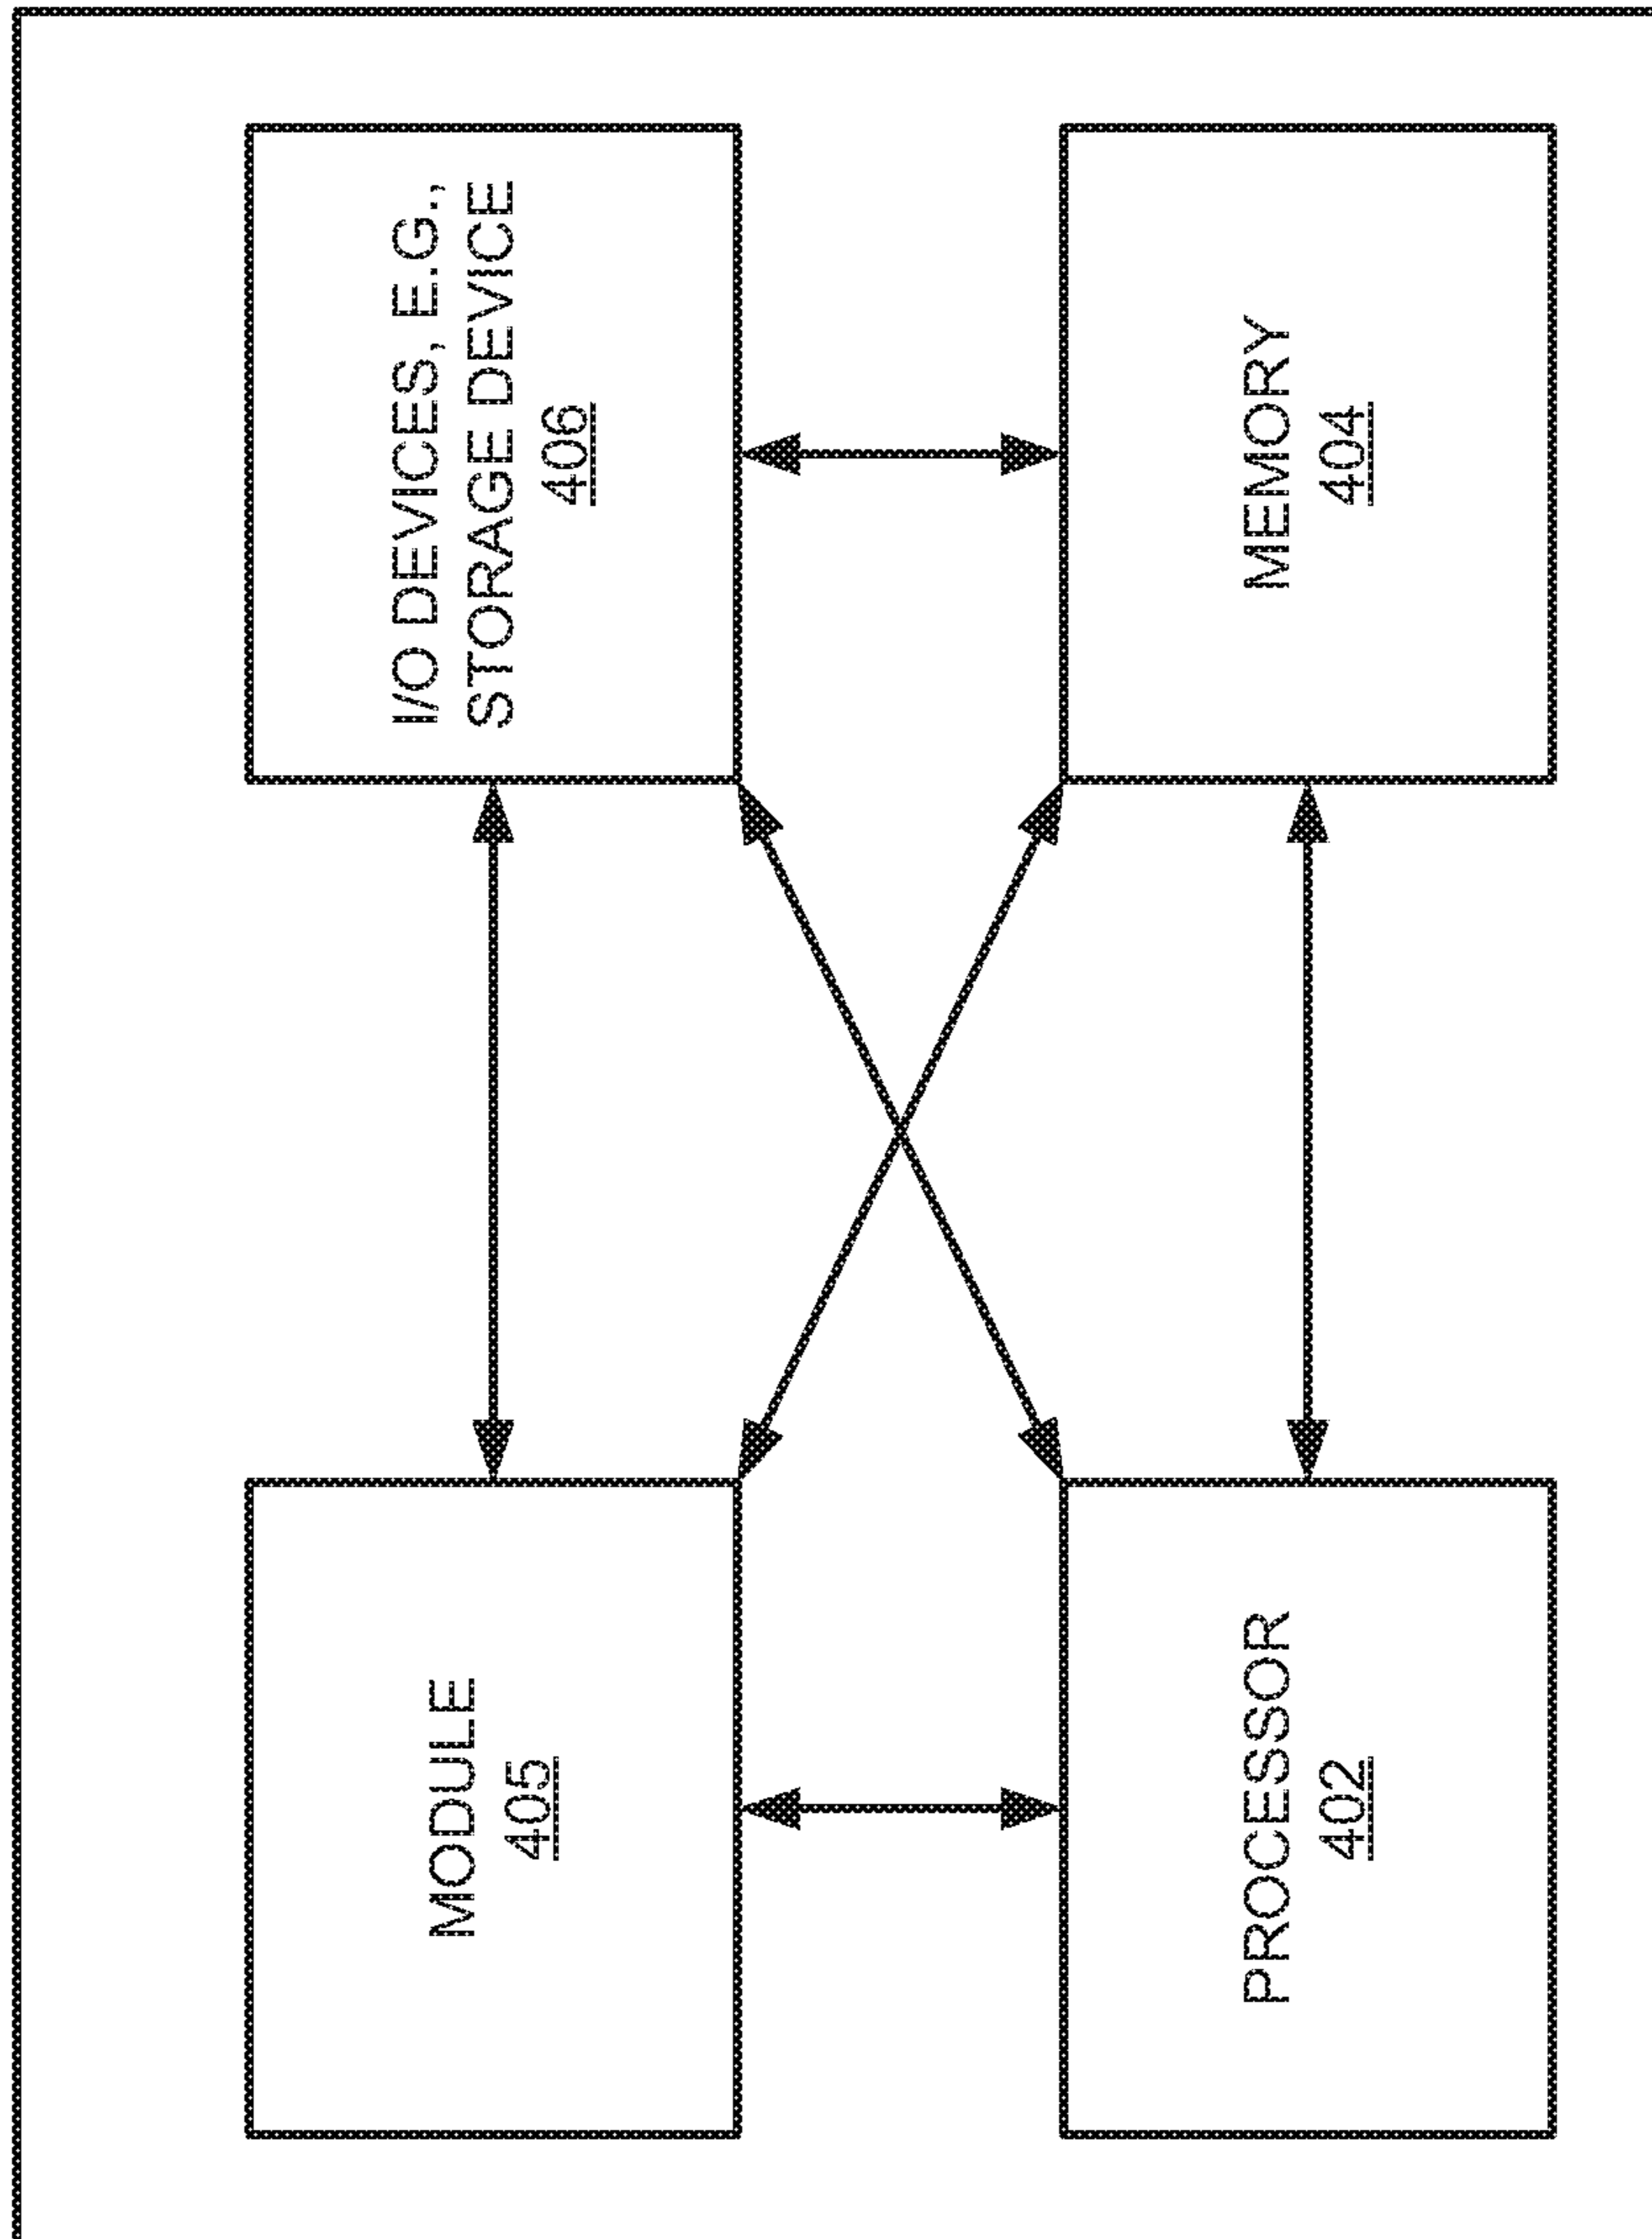 MODULE
405
I/O DEVICES, E.G.,
STORAGE DEVICE
406
PROCESSOR
402
MEMORY
404